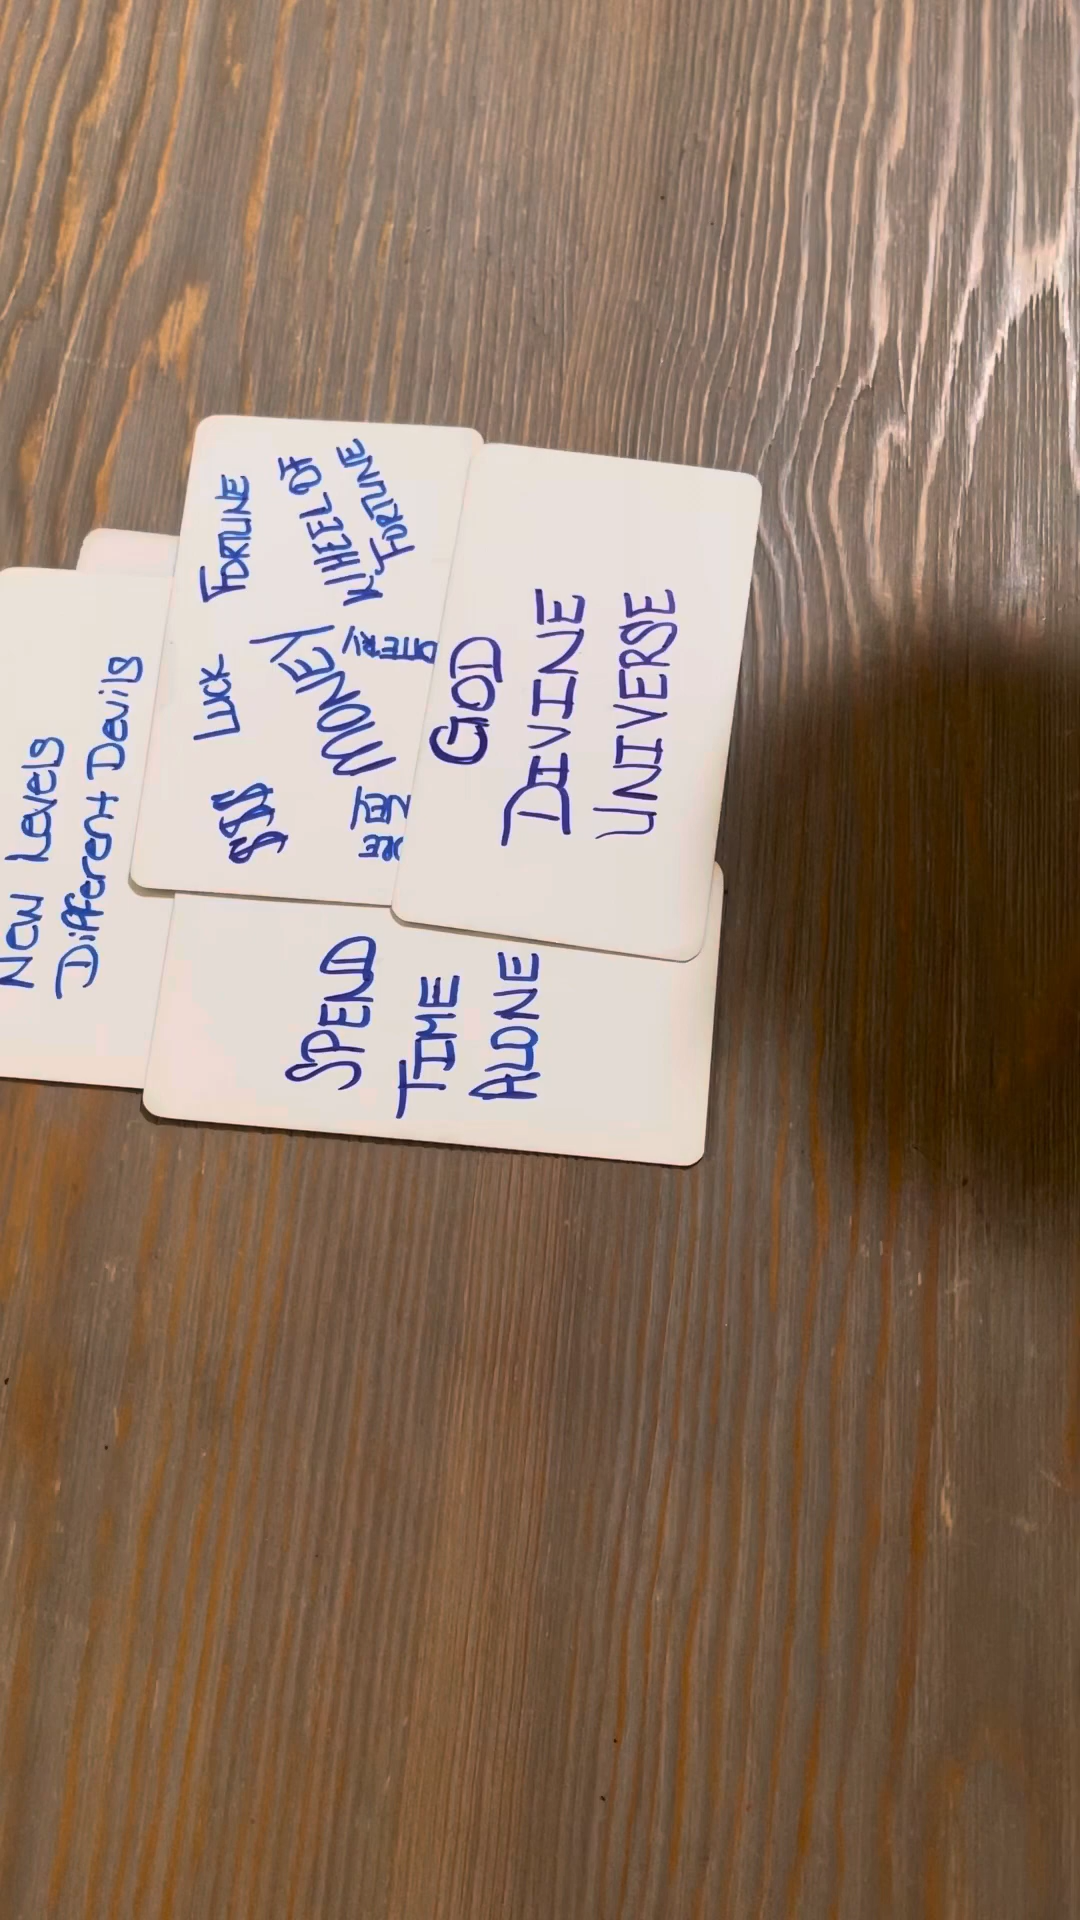 New Levels
Different Devils
$$$
LUCK
FORTUNE
MONEY
WHEEL OF
FORTUNE
GOD
DIVINE
UNIVERSE
SPEND
TIME
ALONE